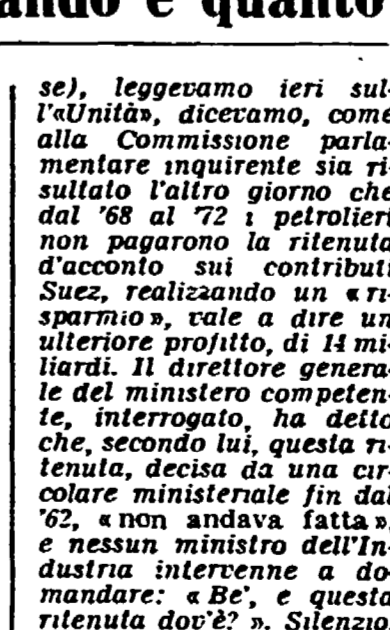 ando e quanto
se), leggevamo ieri sul-
l'«Unità», dicevamo, come
alla Commissione parla-
mentare inquirente sia ri-
sultato l'altro giorno che
dal '68 al '72 i petrolieri
non pagarono la ritenuta
d'acconto sui contributi
Suez, realizzando un «ri-
sparmio», vale a dire un
ulteriore profitto, di 14 mi-
liardi. Il direttore genera-
le del ministero competen-
te, interrogato, ha detto
che, secondo lui, questa ri-
tenuta, decisa da una cir-
colare ministeriale fin dal
'62, «non andava fatta»,
e nessun ministro dell'In-
dustria intervenne a do-
mandare: «Be', e questa
ritenuta dov'è?». Silenzio